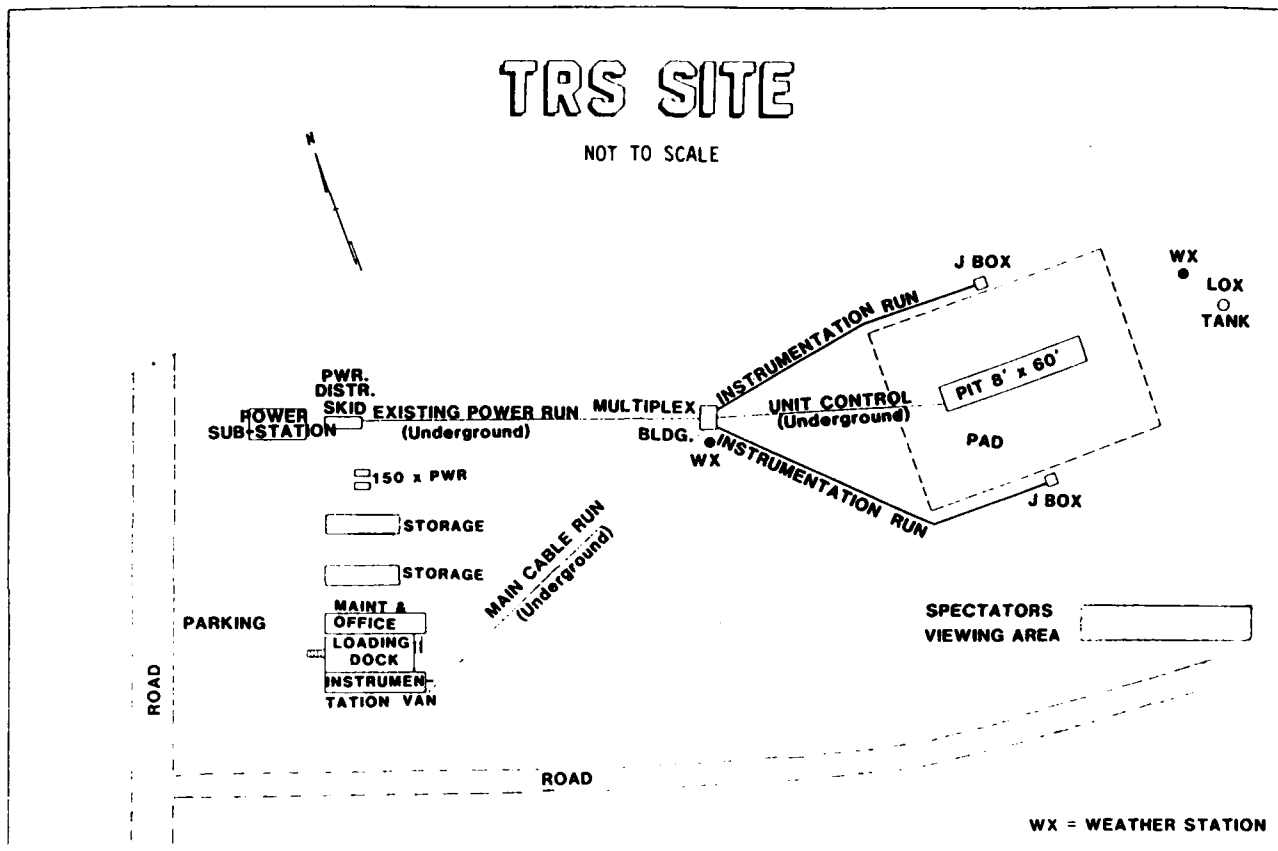 TRS SITE
NOT TO SCALE
N
WX
LOX
TANK
J BOX
INSTRUMENTATION RUN
PIT 8' x 60'
PAD
UNIT CONTROL
(Underground)
MULTIPLEX
BLDG.
WX
INSTRUMENTATION RUN
J BOX
PWR.
DISTR.
SKID
POWER
SUB-STATION
EXISTING POWER RUN
(Underground)
150 x PWR
STORAGE
STORAGE
MAIN CABLE RUN
(Underground)
PARKING
MAINT &
OFFICE
LOADING
DOCK
INSTRUMEN
TATION VAN
SPECTATORS
VIEWING AREA
ROAD
ROAD
WX = WEATHER STATION